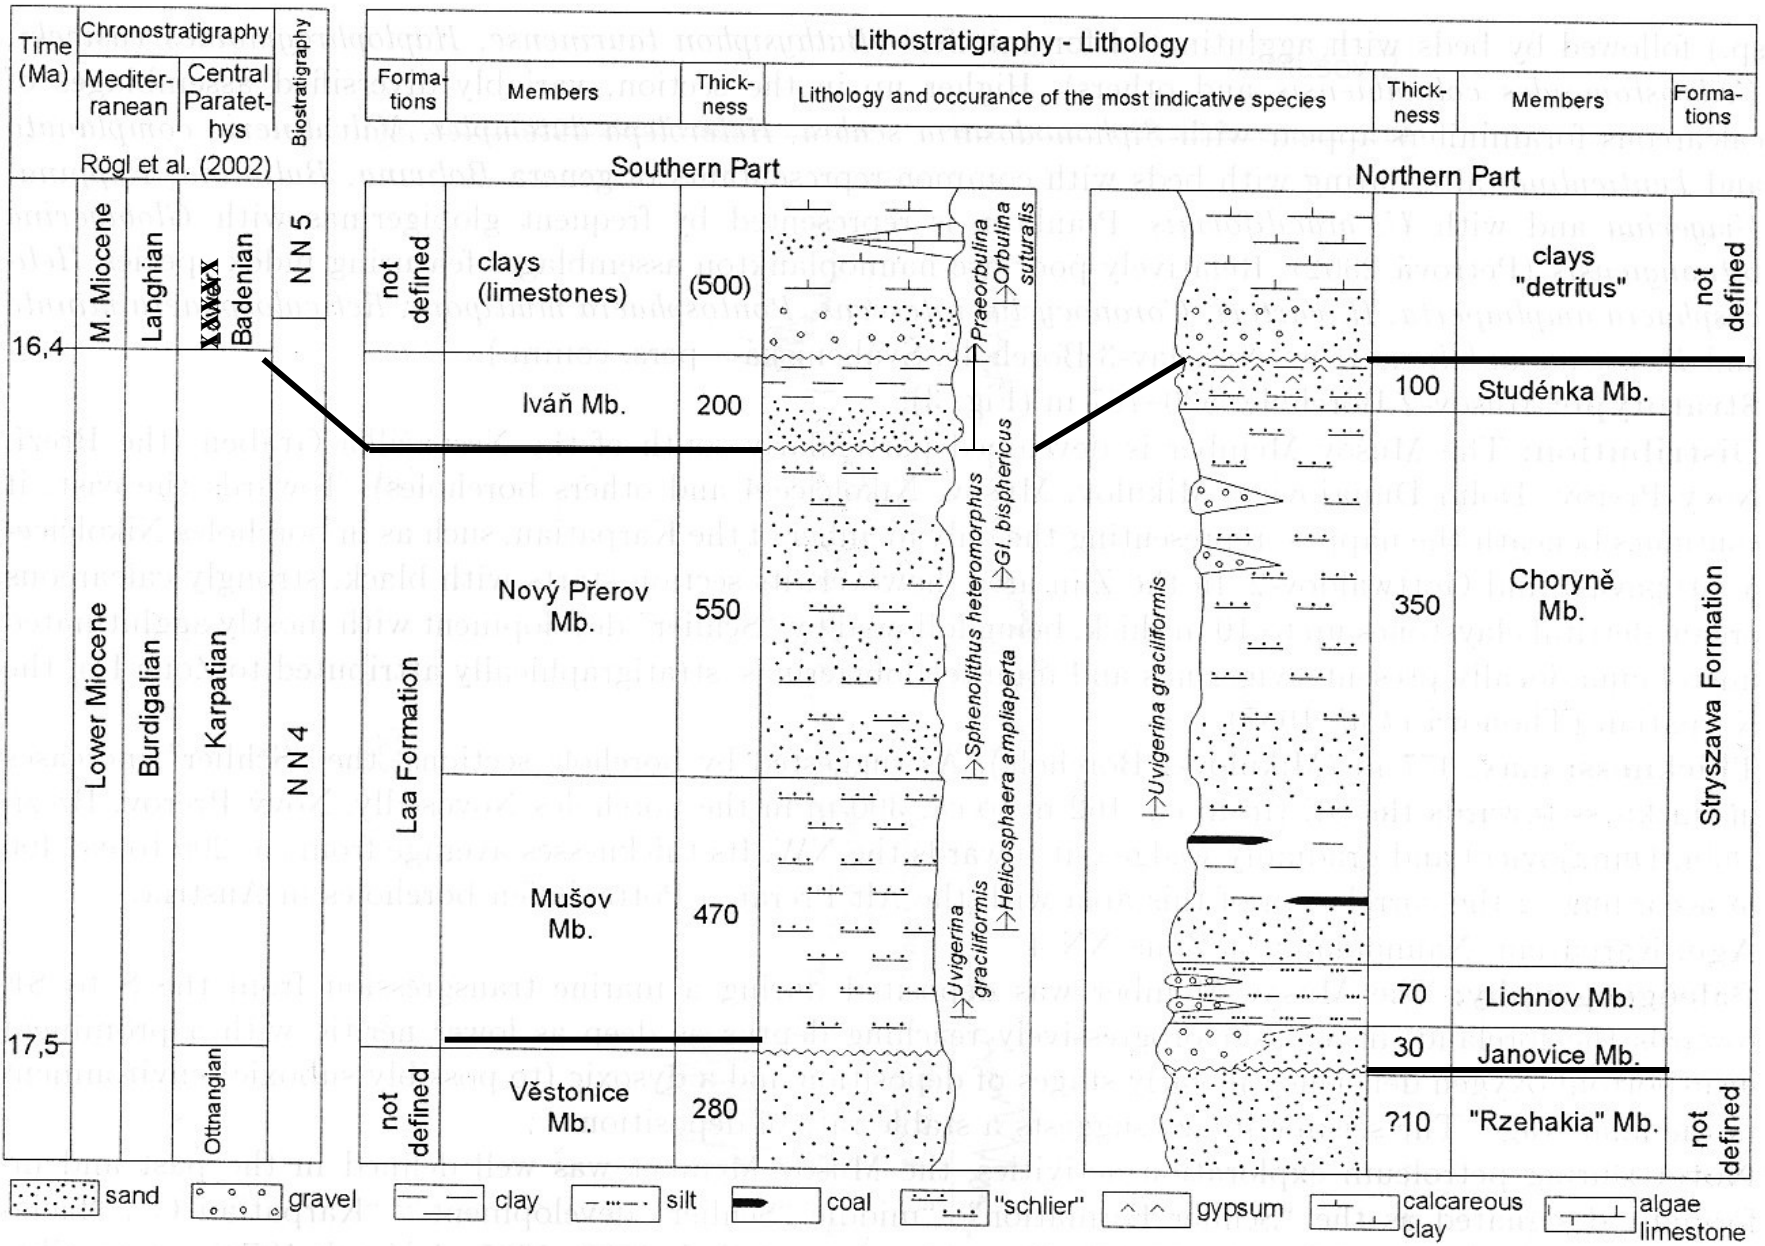 Time
(Ma)
Chronostratigraphy
Mediter-
ranean
Central
Paratet-
hys
Biostratigraphy
Rögl et al. (2002)
Lithostratigraphy - Lithology
Forma-
tions
Members
Thick-
ness
Lithology and occurance of the most indicative species
Thick-
ness
Members
Forma-
tions
Southern Part
Northern Part
16,4
17,5
M. Miocene
Lower Miocene
Langhian
Burdigalian
Badenian
Karpatian
Ottnangian
NN 5
NN 4
not
defined
clays
(limestones)
(500)
Iváň Mb.
200
Laa Formation
Nový Přerov
Mb.
550
Mušov
Mb.
470
not
defined
Věstonice
Mb.
280
Praeorbulina
Orbulina
suturalis
Sphenolithus heteromorphus
Gl. bisphericus
Helicosphaera ampliaperta
Uvigerina
graciliformis
Uvigerina graciliformis
clays
"detritus"
not
defined
100
Studénka Mb.
350
Choryně
Mb.
Stryszawa Formation
70
Lichnov Mb.
30
Janovice Mb.
?10
"Rzehakia" Mb.
not
defined
sand
gravel
clay
silt
coal
"schlier"
gypsum
calcareous
clay
algae
limestone